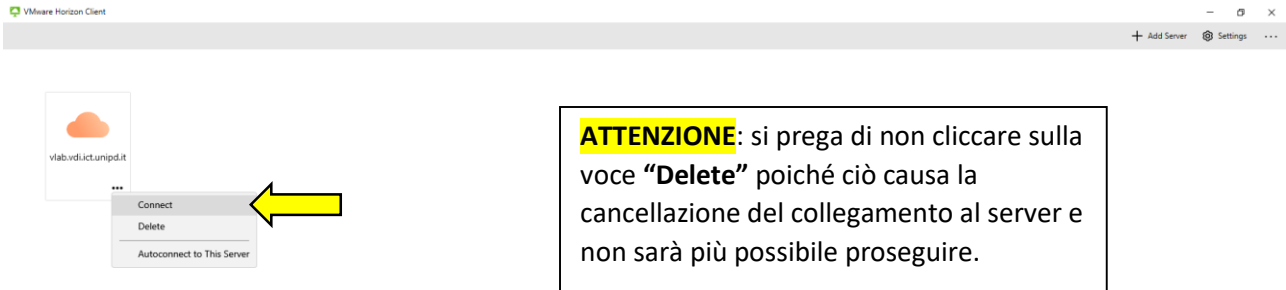 VMware Horizon Client
Add Server Settings
vlab.vdi.ict.unipd.it
Connect
Delete
Autoconnect to This Server
ATTENZIONE: si prega di non cliccare sulla
voce “Delete” poiché ciò causa la
cancellazione del collegamento al server e
non sarà più possibile proseguire.